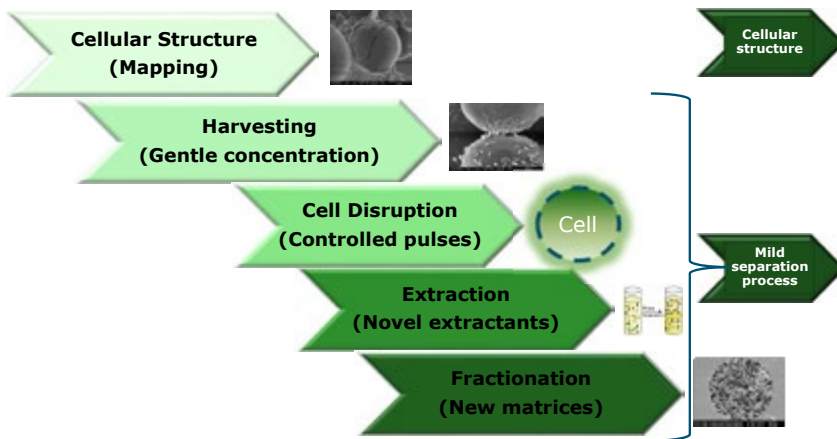 Cellular Structure
(Mapping)
Cellular
structure
Harvesting
(Gentle concentration)
Cell Disruption
(Controlled pulses)
Cell
Mild
separation
process
Extraction
(Novel extractants)
Fractionation
(New matrices)